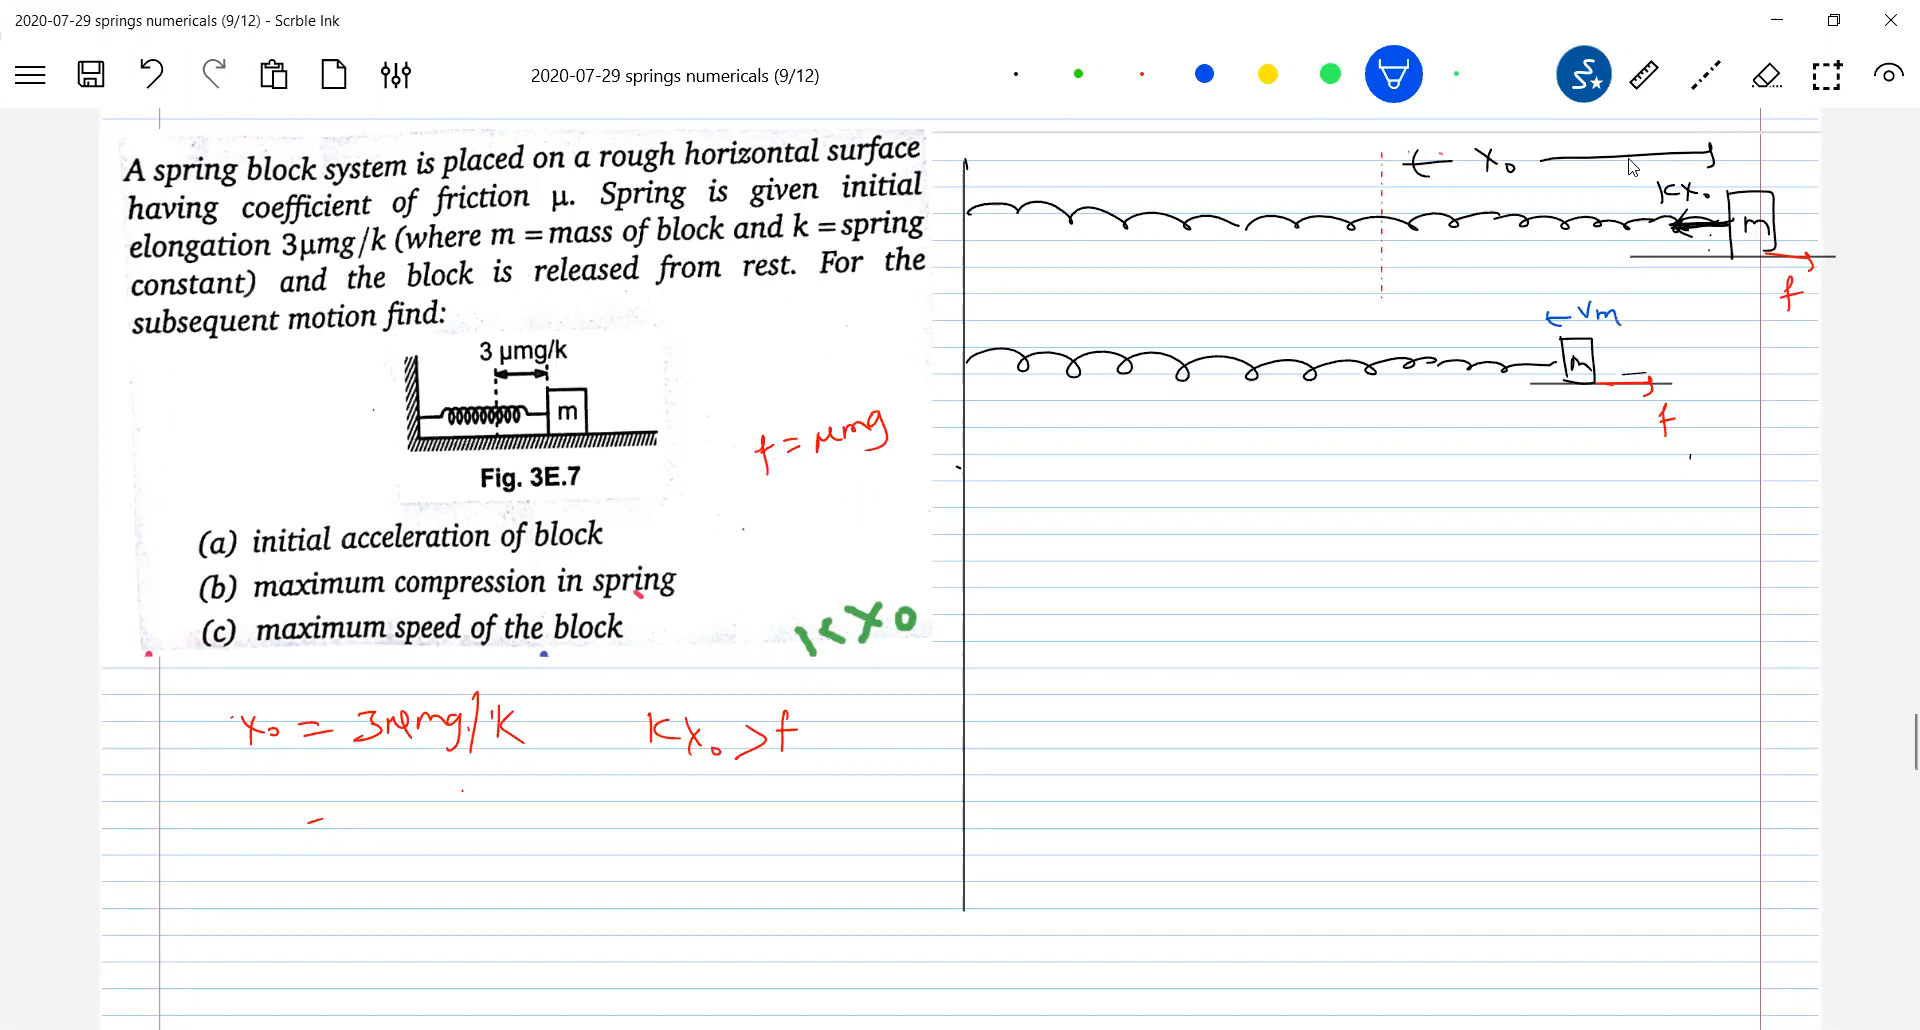 2020-07-29 springs numericals (9/12) - Scrble Ink
2020-07-29 springs numericals (9/12)
A spring block system is placed on a rough horizontal surface
having coefficient of friction μ. Spring is given initial
elongation 3μmg/k (where m = mass of block and k = spring
constant) and the block is released from rest. For the
subsequent motion find:
3 μmg/k
m
Fig. 3E.7
f = μmg
(a) initial acceleration of block
(b) maximum compression in spring
(c) maximum speed of the block
Kx0
x0 = 3μmg/K
Kx0 > f
x0
Kx0
m
f
Vm
m
f